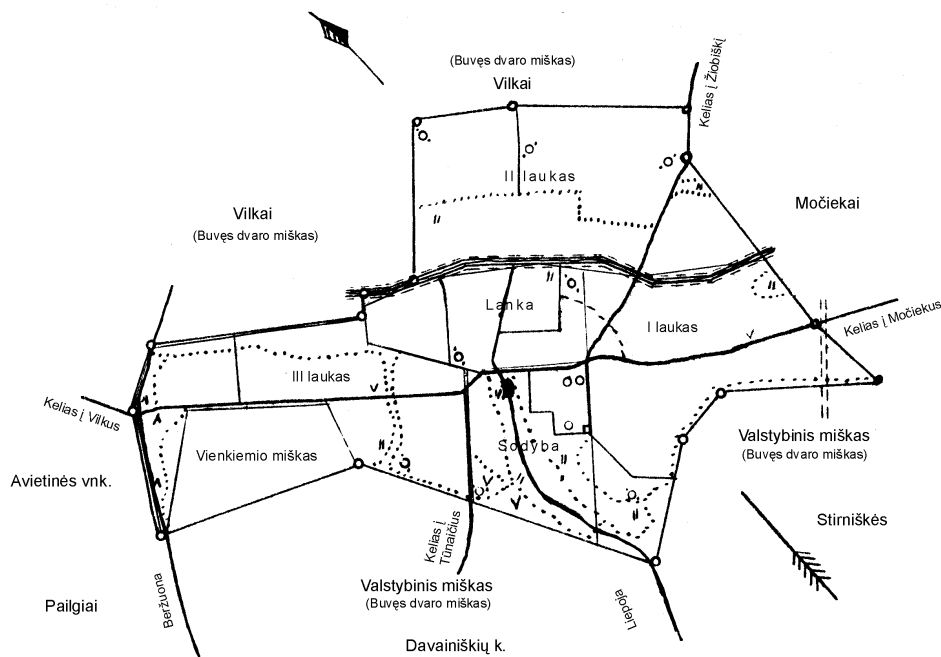 (Buvęs dvaro miškas)
Vilkai
Kelias į Žiobiškį
II laukas
Močiekai
Vilkai
(Buvęs dvaro miškas)
Lanka
I laukas
Kelias į Močiekus
III laukas
Kelias į Vilkus
Sodyba
Vienkiemio miškas
Valstybinis miškas
(Buvęs dvaro miškas)
Avietinės vnk.
Stirniškės
Kelias į
Tūnaičius
Valstybinis miškas
(Buvęs dvaro miškas)
Beržuona
Pailgiai
Liepoja
Davainiškių k.